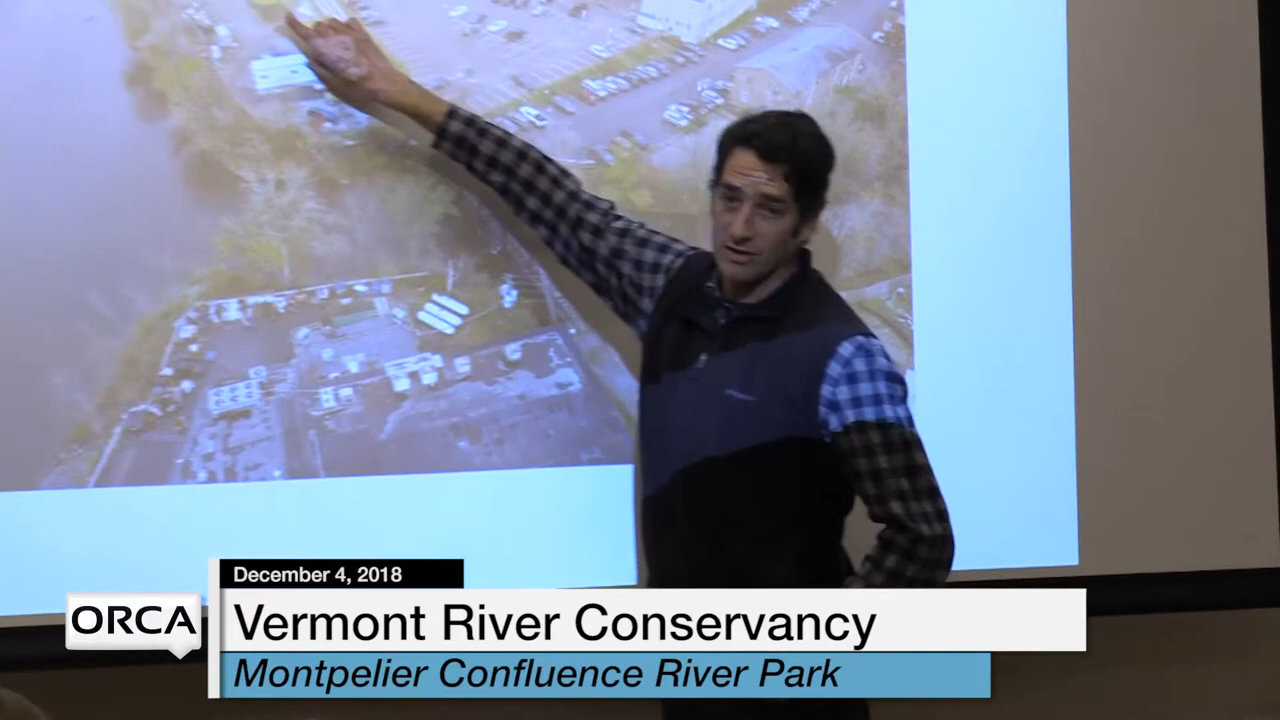 December 4, 2018
ORCA
Vermont River Conservancy
Montpelier Confluence River Park